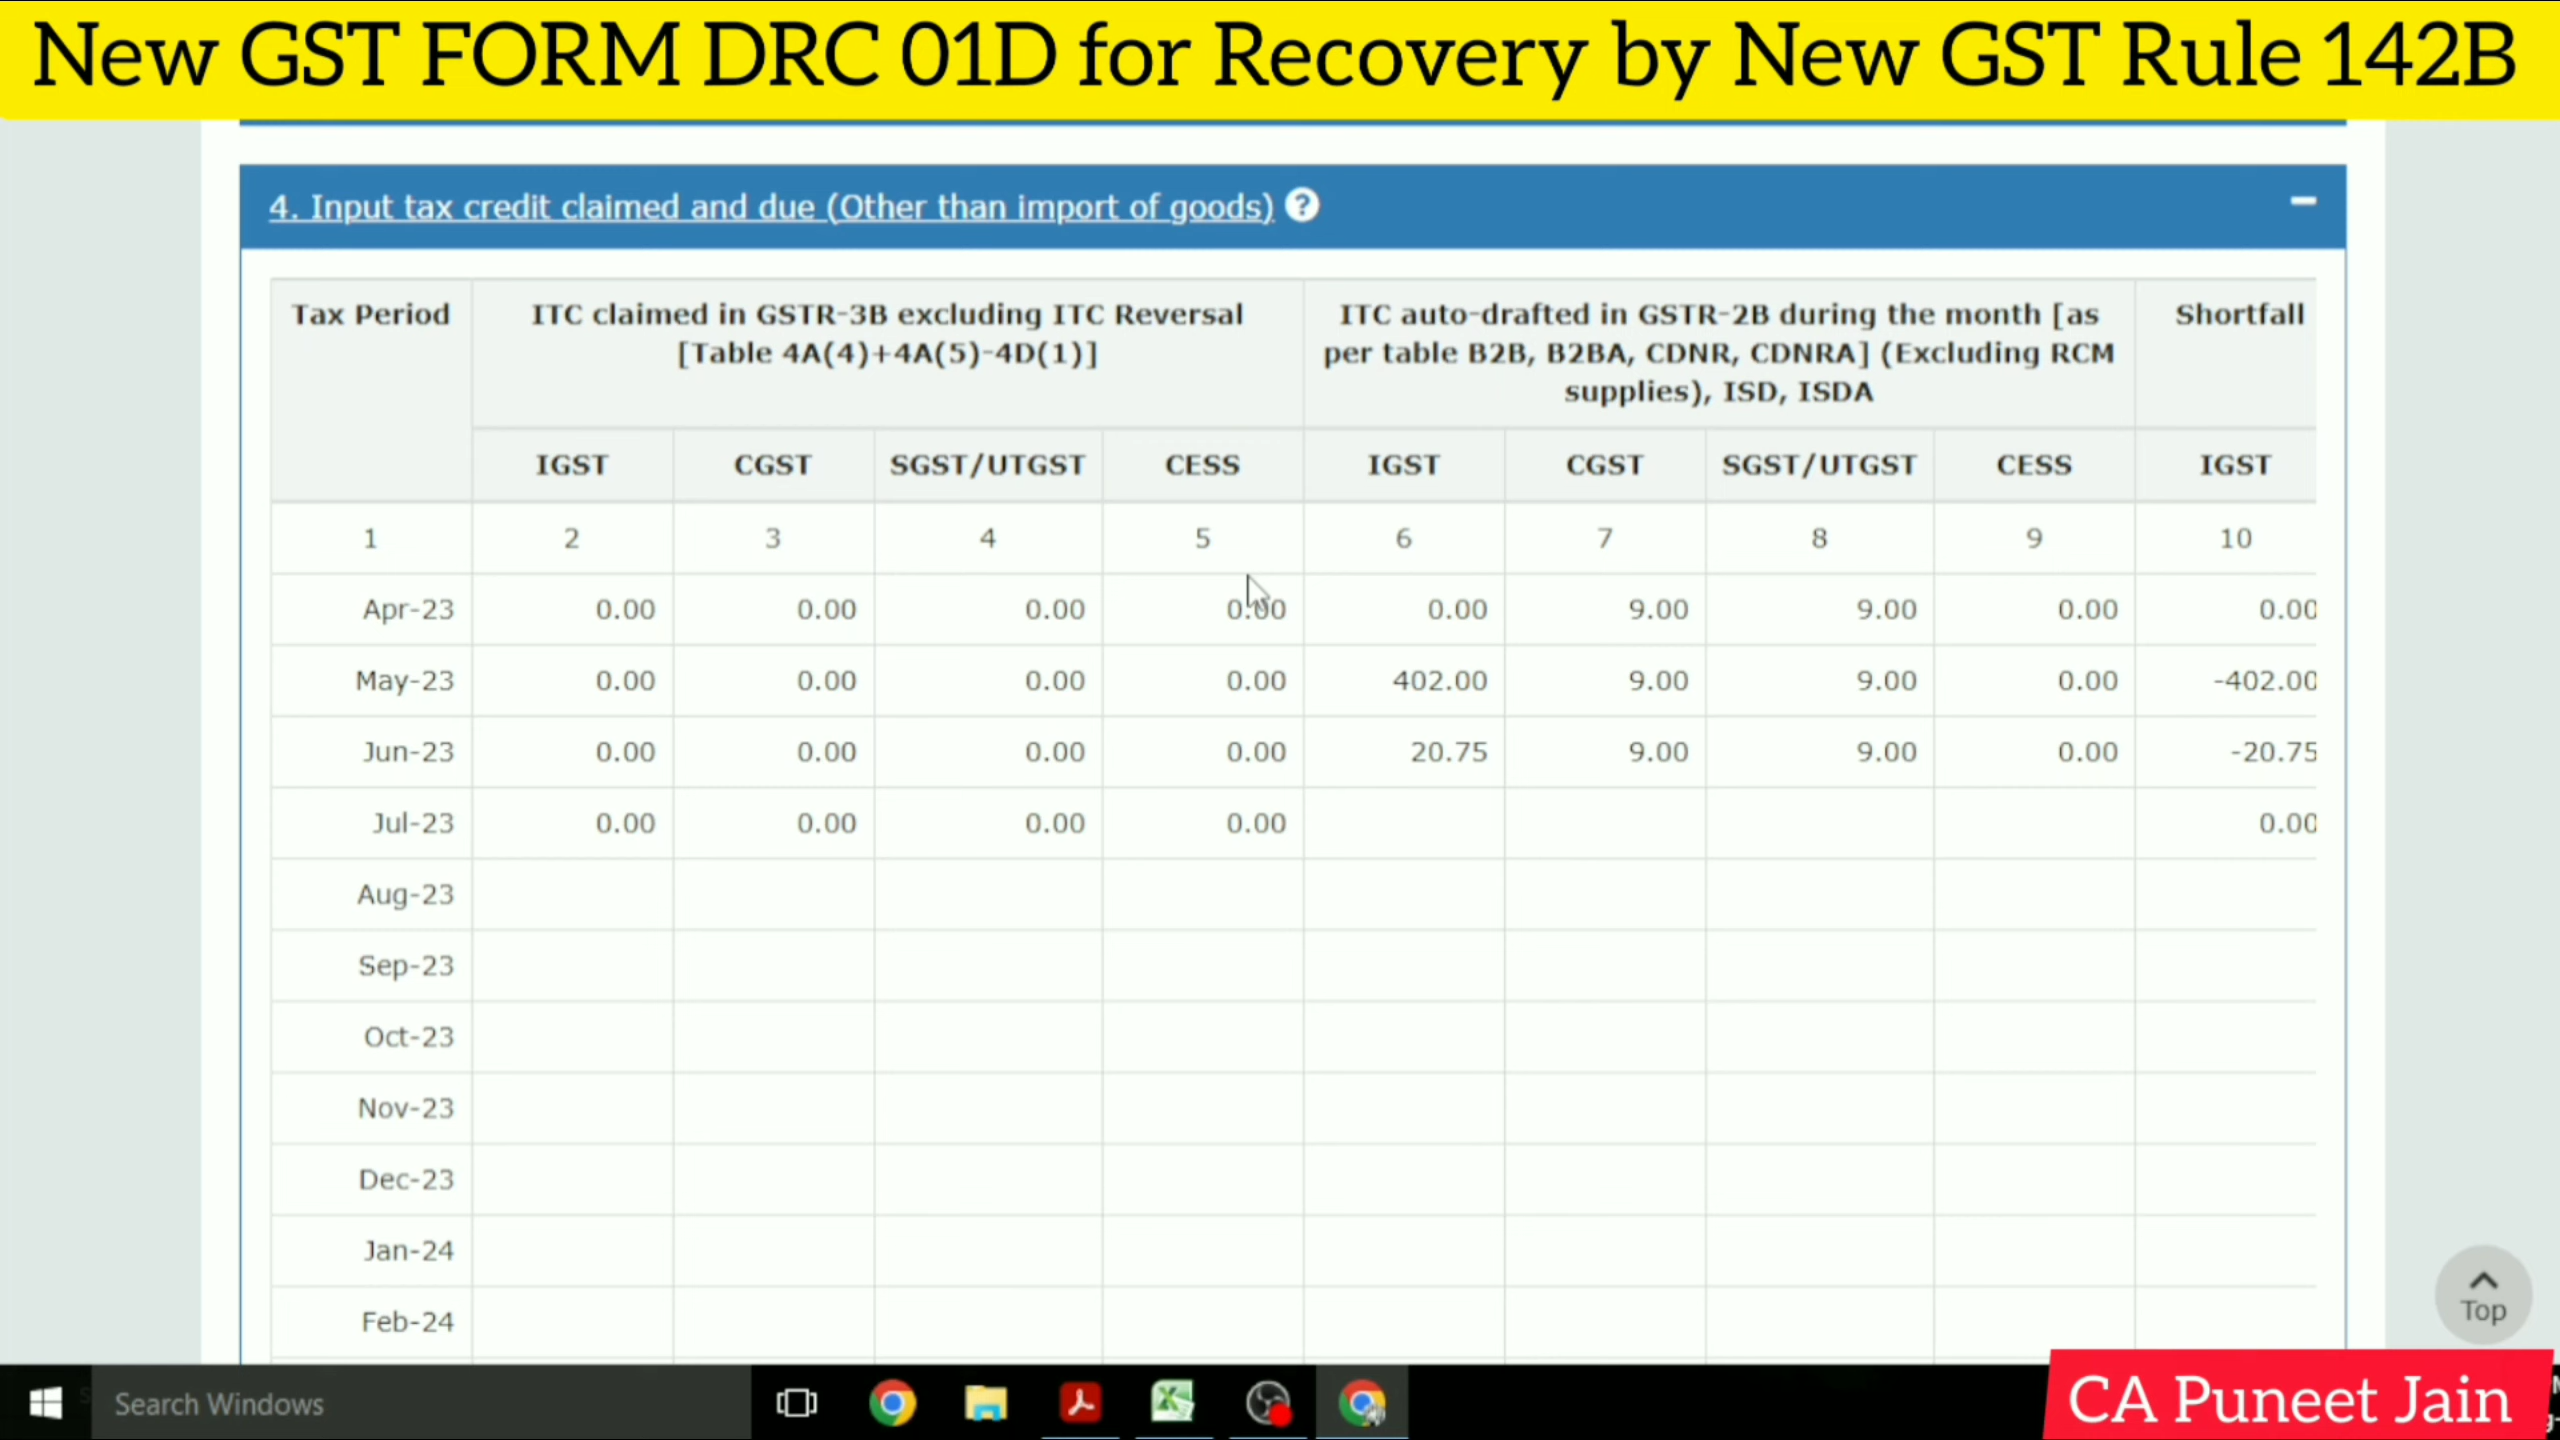 New GST FORM DRC 01D for Recovery by New GST Rule 142B
4. Input tax credit claimed and due (Other than import of goods) ?
Tax Period ITC claimed in GSTR-3B excluding ITC Reversal [Table 4A(4)+4A(5)-4D(1)] ITC auto-drafted in GSTR-2B during the month [as per table B2B, B2BA, CDNR, CDNRA] (Excluding RCM supplies), ISD, ISDA Shortfall
IGST CGST SGST/UTGST CESS IGST CGST SGST/UTGST CESS IGST
1 2 3 4 5 6 7 8 9 10
Apr-23 0.00 0.00 0.00 0.00 0.00 9.00 9.00 0.00 0.00
May-23 0.00 0.00 0.00 0.00 402.00 9.00 9.00 0.00 -402.00
Jun-23 0.00 0.00 0.00 0.00 20.75 9.00 9.00 0.00 -20.75
Jul-23 0.00 0.00 0.00 0.00 0.00
Aug-23
Sep-23
Oct-23
Nov-23
Dec-23
Jan-24
Feb-24
Top
Search Windows
CA Puneet Jain